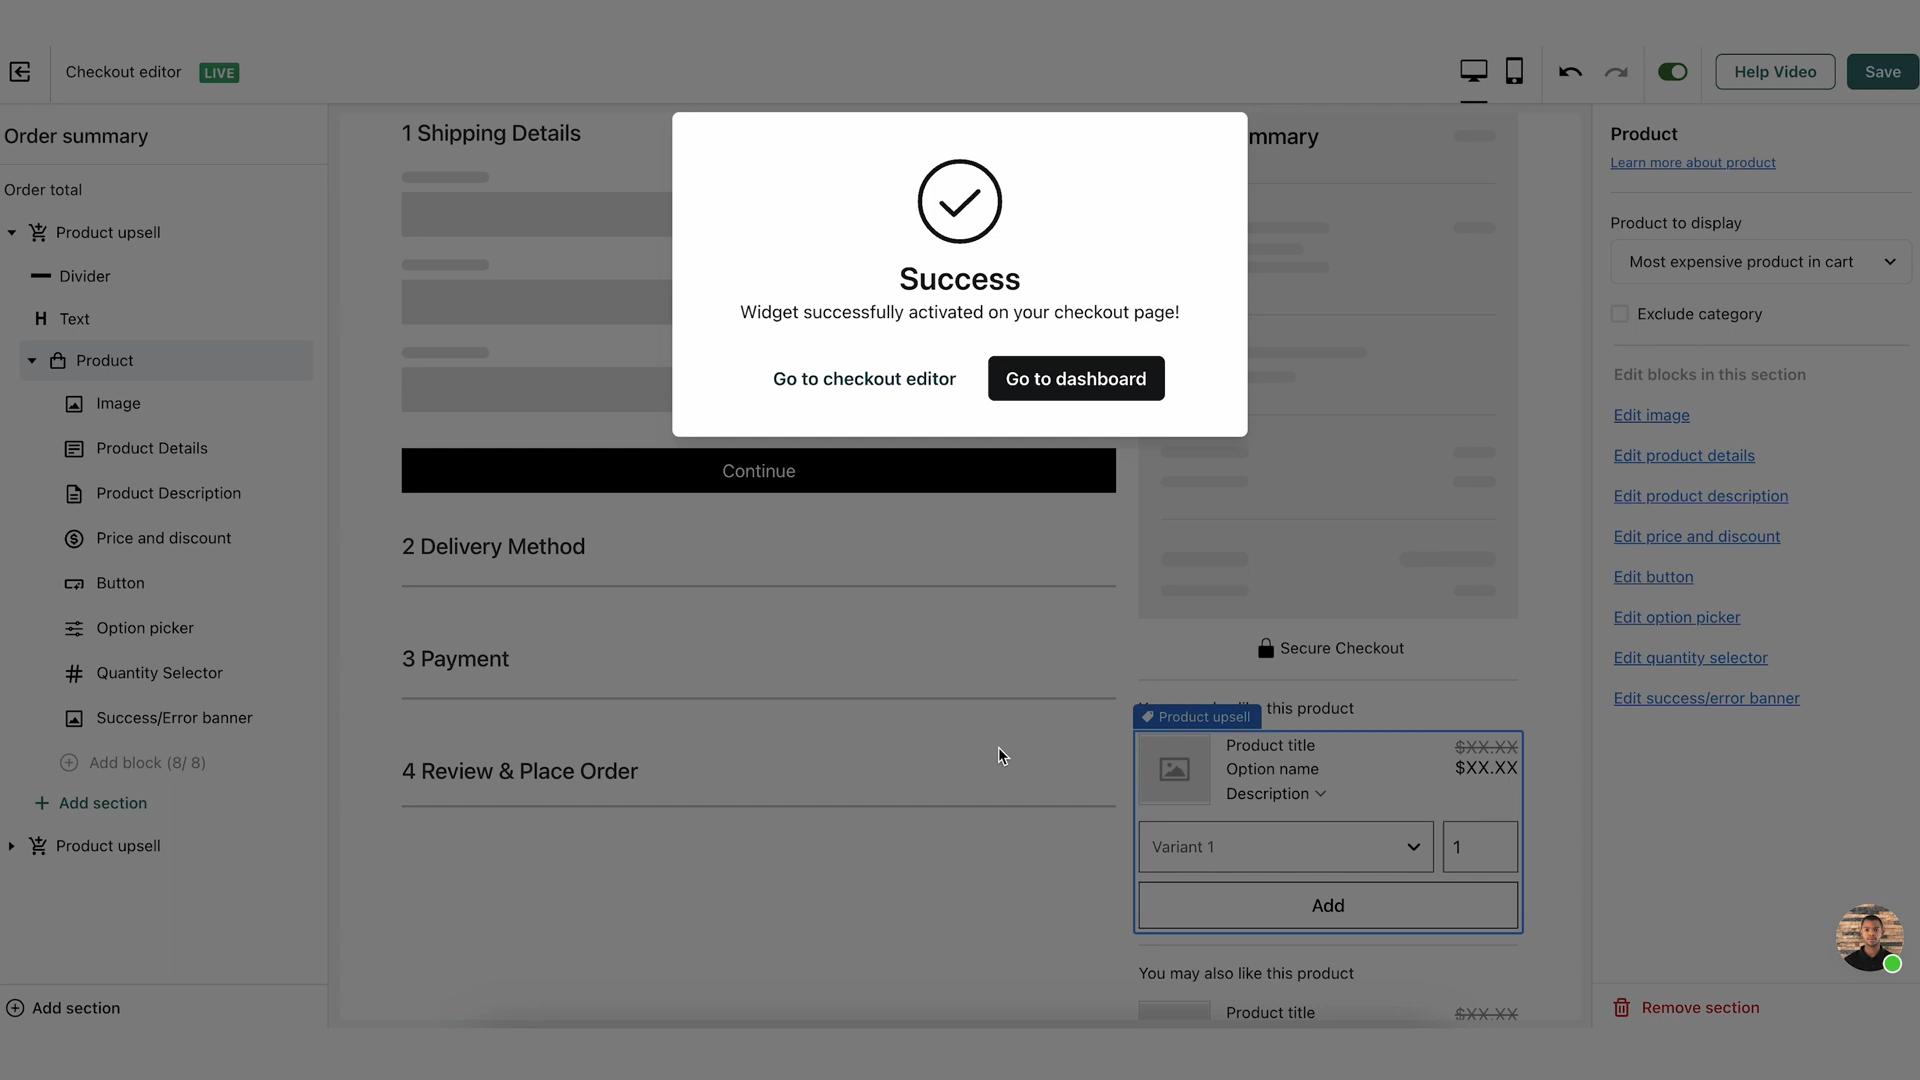 Checkout editor LIVE
Help Video
Save
Order summary
Order total
Product upsell
Divider
Text
Product
Image
Product Details
Product Description
Price and discount
Button
Option picker
Quantity Selector
Success/Error banner
Add block (8/ 8)
Add section
Product upsell
Add section
1 Shipping Details
mmary
Success
Widget successfully activated on your checkout page!
Go to checkout editor
Go to dashboard
Continue
2 Delivery Method
3 Payment
4 Review & Place Order
Secure Checkout
this product
Product upsell
Product title
$XX.XX
Option name
$XX.XX
Description
Variant 1
1
Add
You may also like this product
Product title
$XX.XX
Product
Learn more about product
Product to display
Most expensive product in cart
Exclude category
Edit blocks in this section
Edit image
Edit product details
Edit product description
Edit price and discount
Edit button
Edit option picker
Edit quantity selector
Edit success/error banner
Remove section